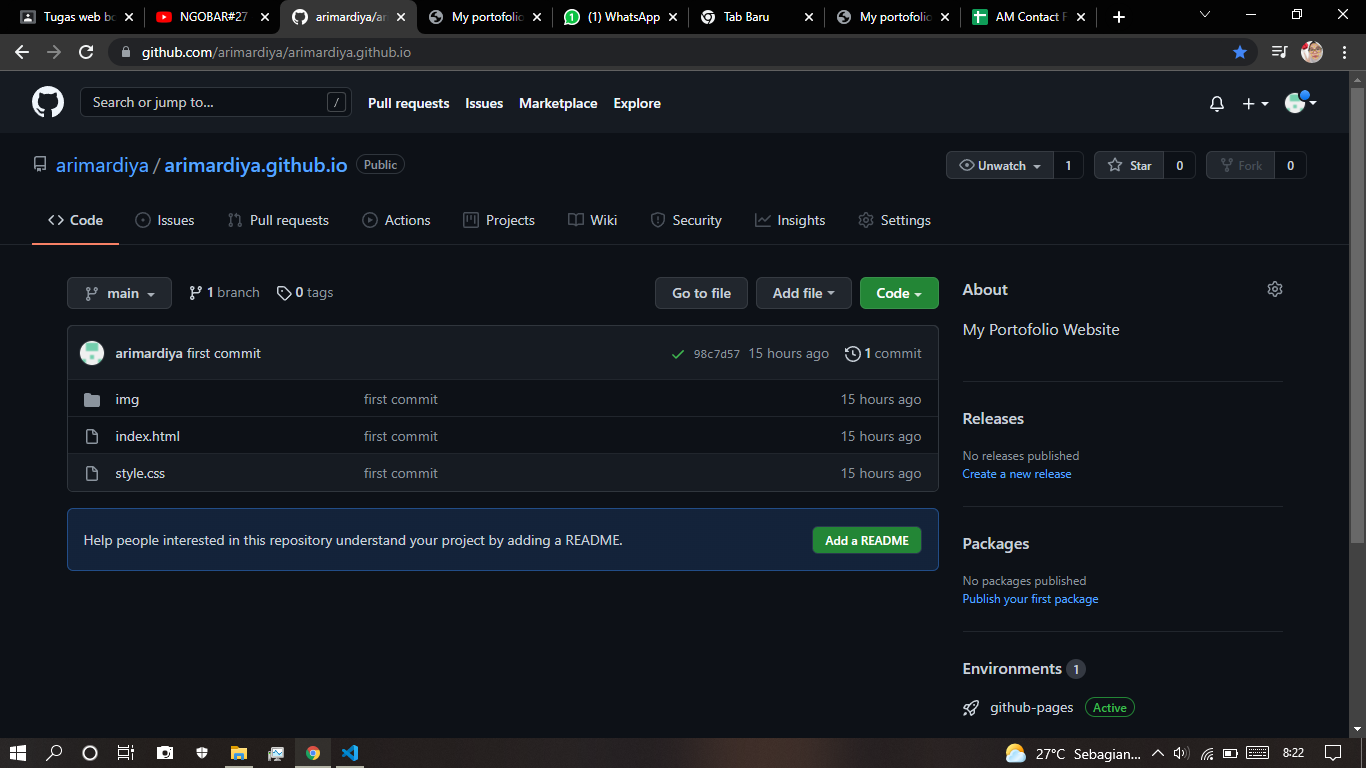 Tugas web bo
NGOBAR#27
arimardiya/ar
My portofolio
(1) WhatsApp
Tab Baru
My portofolio
AM Contact F
github.com/arimardiya/arimardiya.github.io
Search or jump to... /
Pull requests Issues Marketplace Explore
arimardiya / arimardiya.github.io Public
Unwatch 1 Star 0 Fork 0
Code Issues Pull requests Actions Projects Wiki Security Insights Settings
main 1 branch 0 tags Go to file Add file Code
arimardiya first commit 98c7d57 15 hours ago 1 commit
img first commit 15 hours ago
index.html first commit 15 hours ago
style.css first commit 15 hours ago
Help people interested in this repository understand your project by adding a README. Add a README
About
My Portofolio Website
Releases
No releases published
Create a new release
Packages
No packages published
Publish your first package
Environments 1
github-pages Active
27°C Sebagian... 8:22